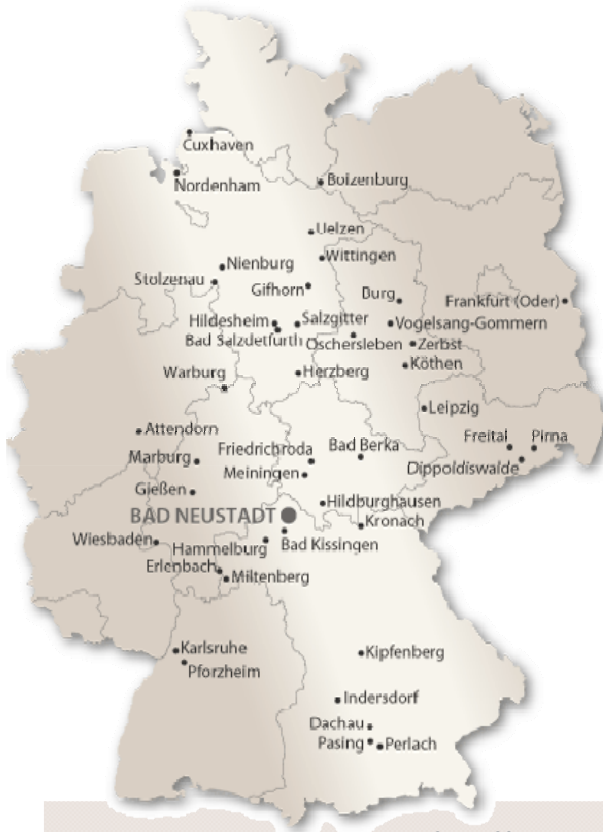 Cuxhaven
Nordenham
Boizenburg
Uelzen
Wittingen
Nienburg
Stolzenau
Gifhorn
Burg
Frankfurt (Oder)
Hildesheim
Salzgitter
Vogelsang-Gommern
Bad Salzdetfurth
Oschersleben
Zerbst
Köthen
Warburg
Herzberg
Leipzig
Attendorn
Friedrichroda
Bad Berka
Freital
Pirna
Marburg
Meiningen
Dippoldiswalde
Gießen
Hildburghausen
BAD NEUSTADT
Kronach
Wiesbaden
Hammelburg
Bad Kissingen
Erlenbach
Miltenberg
Karlsruhe
Kipfenberg
Pforzheim
Indersdorf
Dachau
Pasing
Perlach